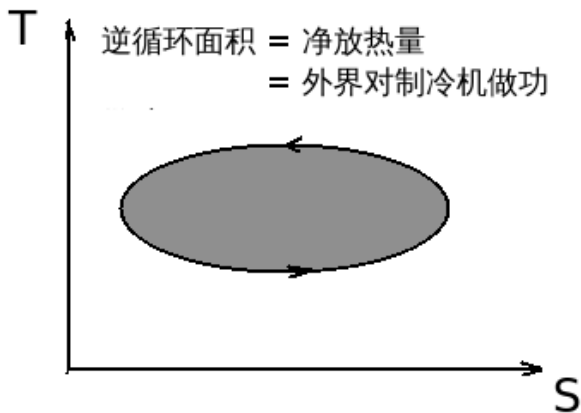 T
逆循环面积 = 净放热量
= 外界对制冷机做功
S